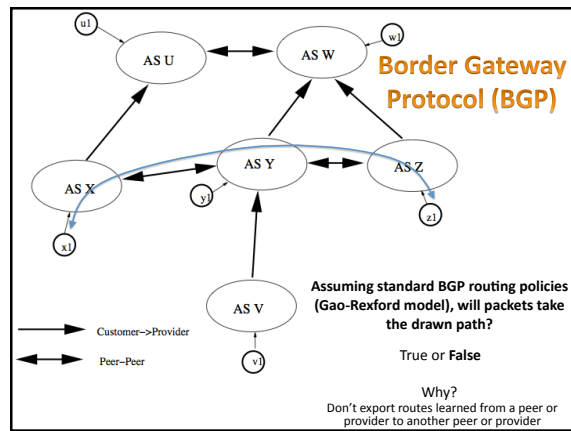 u1
w1
AS U
AS W
Border Gateway
Protocol (BGP)
AS Y
AS X
AS Z
y1
z1
x1
Assuming standard BGP routing policies
(Gao-Rexford model), will packets take
the drawn path?
AS V
Customer->Provider
True or False
Peer-Peer
v1
Why?
Don't export routes learned from a peer or
provider to another peer or provider